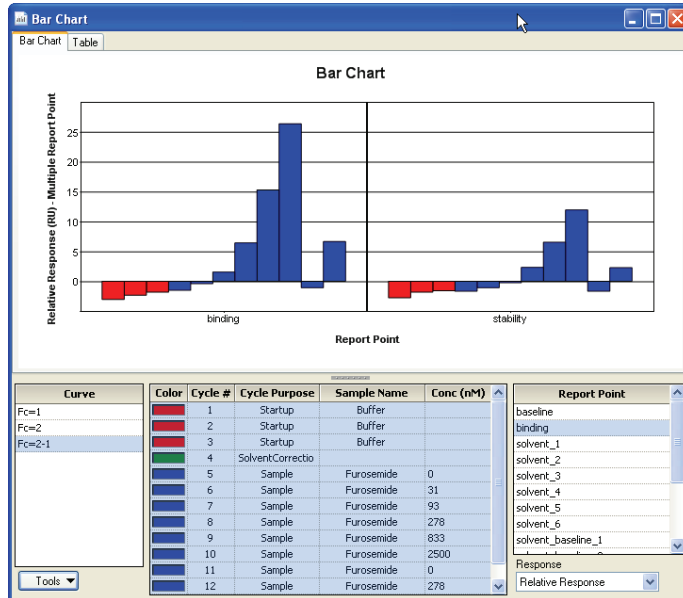 Bar Chart
Bar Chart Table
Bar Chart
Relative Response (RU) - Multiple Report Point
25
20
15
10
5
0
binding stability
Report Point
Curve
Fc=1
Fc=2
Fc=2-1
Tools
Color Cycle # Cycle Purpose Sample Name Conc (nM)
1 Startup Buffer
2 Startup Buffer
3 Startup Buffer
4 SolventCorrectio
5 Sample Furosemide 0
6 Sample Furosemide 31
7 Sample Furosemide 93
8 Sample Furosemide 278
9 Sample Furosemide 833
10 Sample Furosemide 2500
11 Sample Furosemide 0
12 Sample Furosemide 278
Report Point
baseline
binding
solvent_1
solvent_2
solvent_3
solvent_4
solvent_5
solvent_6
solvent_baseline_1
Response
Relative Response